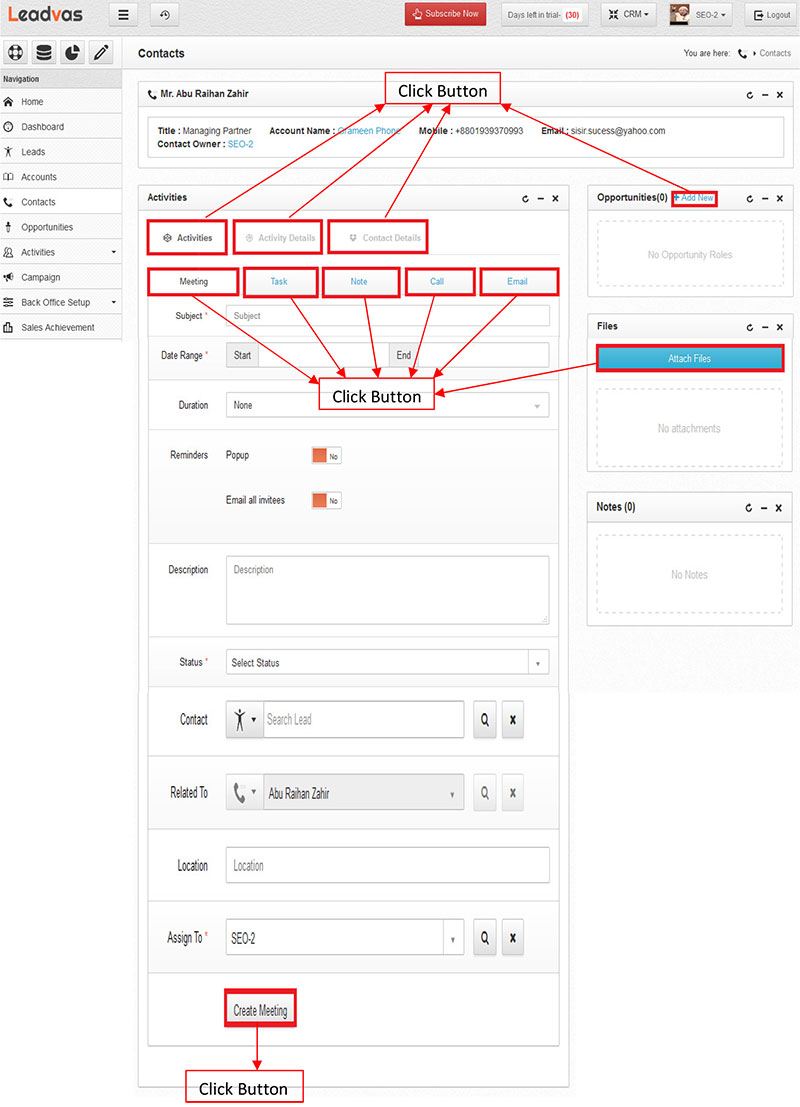 Leadvas
Subscribe Now
Days left in trial- (30)
CRM
SEO-2
Logout
Contacts
You are here:
Contacts
Navigation
Home
Dashboard
Leads
Accounts
Contacts
Opportunities
Activities
Campaign
Back Office Setup
Sales Achievement
Mr. Abu Raihan Zahir
Click Button
Title : Managing Partner Account Name : Grameen Phone Mobile : +8801939370993 Email : sisir.sucess@yahoo.com
Contact Owner : SEO-2
Activities
Activities Activity Details Contact Details
Meeting Task Note Call Email
Subject * Subject
Date Range * Start End
Click Button
Duration None
Reminders Popup No
Email all invitees No
Description Description
Status * Select Status
Contact Search Lead
Related To Abu Raihan Zahir
Location Location
Assign To * SEO-2
Create Meeting
Click Button
Opportunities(0) + Add New
No Opportunity Roles
Files
Attach Files
No attachments
Notes (0)
No Notes